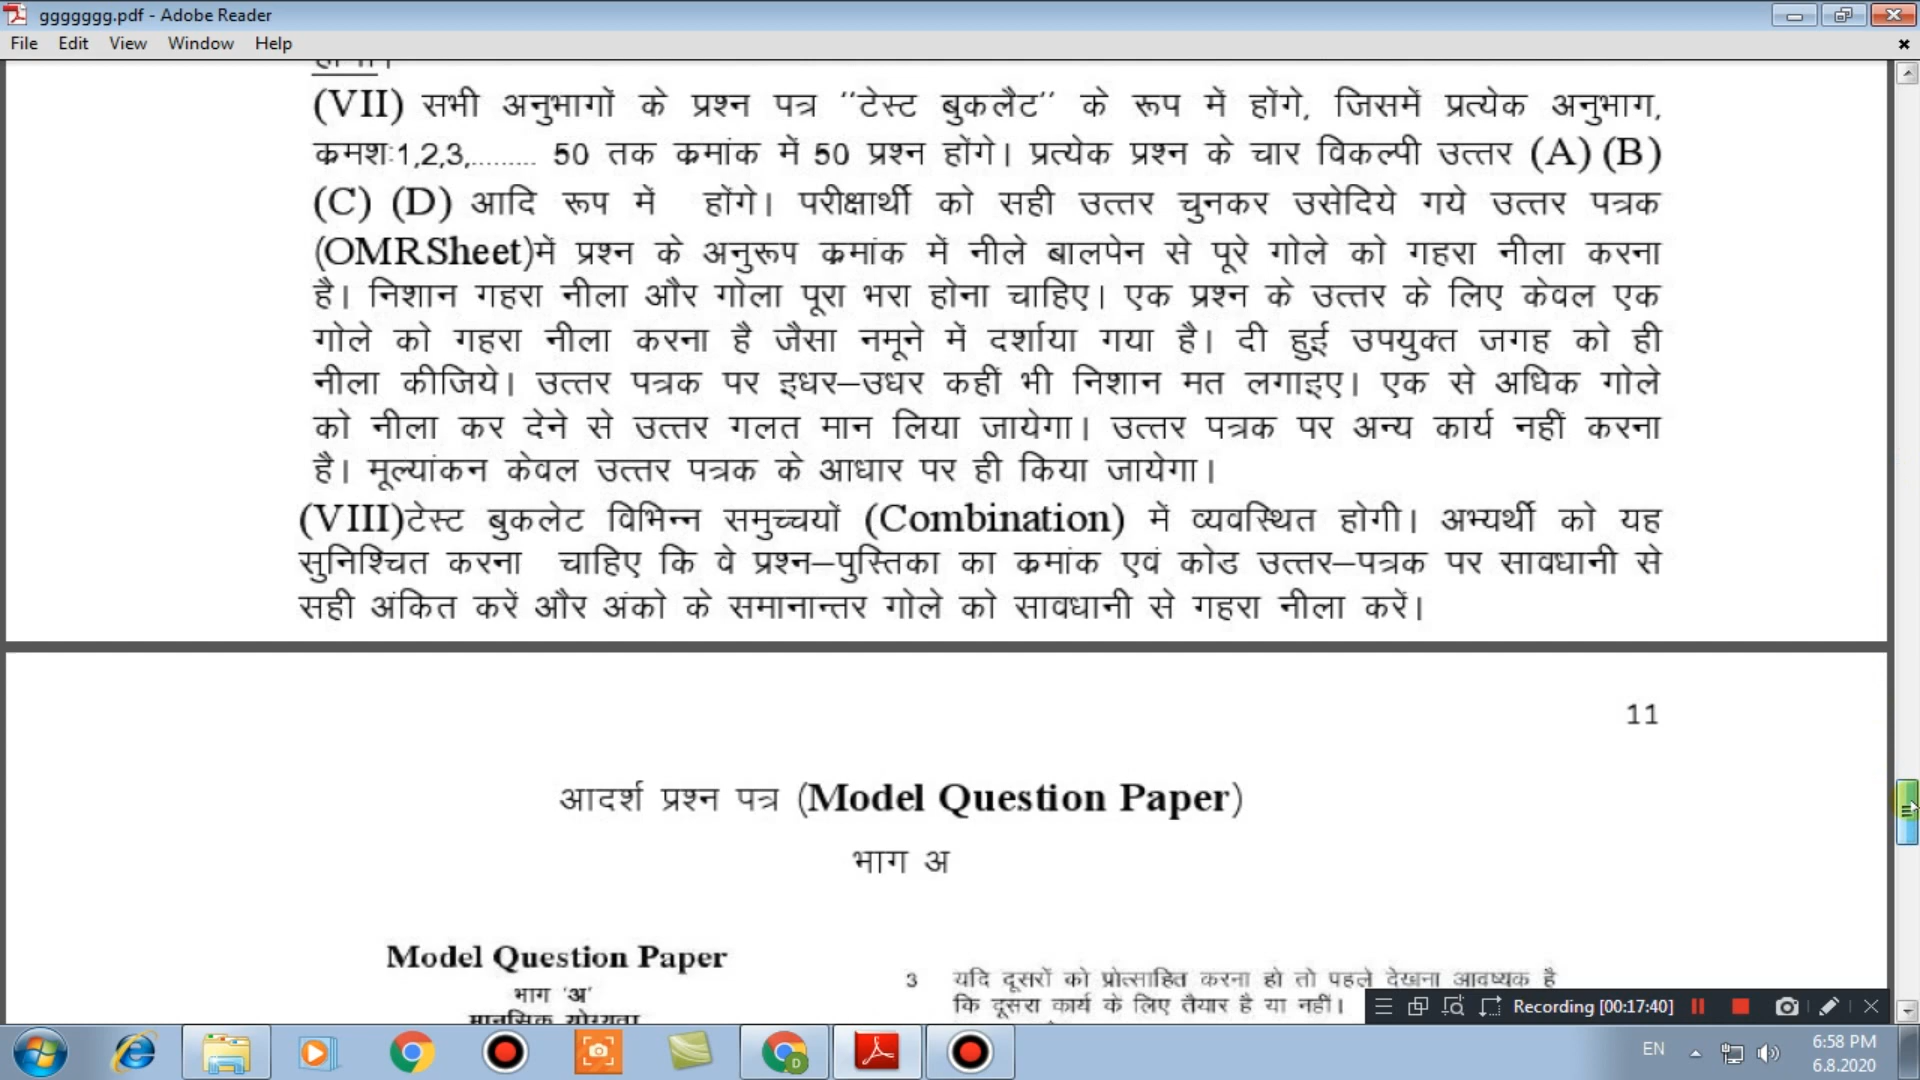 ggggggg.pdf - Adobe Reader
File Edit View Window Help
(VII) सभी अनुभागों के प्रश्न पत्र ''टेस्ट बुकलैट'' के रूप में होंगे, जिसमें प्रत्येक अनुभाग,
क्रमशः1,2,3,......... 50 तक क्रमांक में 50 प्रश्न होंगे। प्रत्येक प्रश्न के चार विकल्पी उत्तर (A) (B)
(C) (D) आदि रूप में होंगे। परीक्षार्थी को सही उत्तर चुनकर उसेदिये गये उत्तर पत्रक
(OMRSheet)में प्रश्न के अनुरूप क्रमांक में नीले बालपेन से पूरे गोले को गहरा नीला करना
है। निशान गहरा नीला और गोला पूरा भरा होना चाहिए। एक प्रश्न के उत्तर के लिए केवल एक
गोले को गहरा नीला करना है जैसा नमूने में दर्शाया गया है। दी हुई उपयुक्त जगह को ही
नीला कीजिये। उत्तर पत्रक पर इधर–उधर कहीं भी निशान मत लगाइए। एक से अधिक गोले
को नीला कर देने से उत्तर गलत मान लिया जायेगा। उत्तर पत्रक पर अन्य कार्य नहीं करना
है। मूल्यांकन केवल उत्तर पत्रक के आधार पर ही किया जायेगा।
(VIII)टेस्ट बुकलेट विभिन्न समुच्चयों (Combination) में व्यवस्थित होगी। अभ्यर्थी को यह
सुनिश्चित करना चाहिए कि वे प्रश्न–पुस्तिका का क्रमांक एवं कोड उत्तर–पत्रक पर सावधानी से
सही अंकित करें और अंको के समानान्तर गोले को सावधानी से गहरा नीला करें।
11
आदर्श प्रश्न पत्र (Model Question Paper)
भाग अ
Model Question Paper
भाग 'अ'
मानसिक योग्यता
3 यदि दूसरों को प्रोत्साहित करना हो तो पहले देखना आवष्यक है
कि दूसरा कार्य के लिए तैयार है या नहीं।
Recording [00:17:40]
EN
6:58 PM
6.8.2020